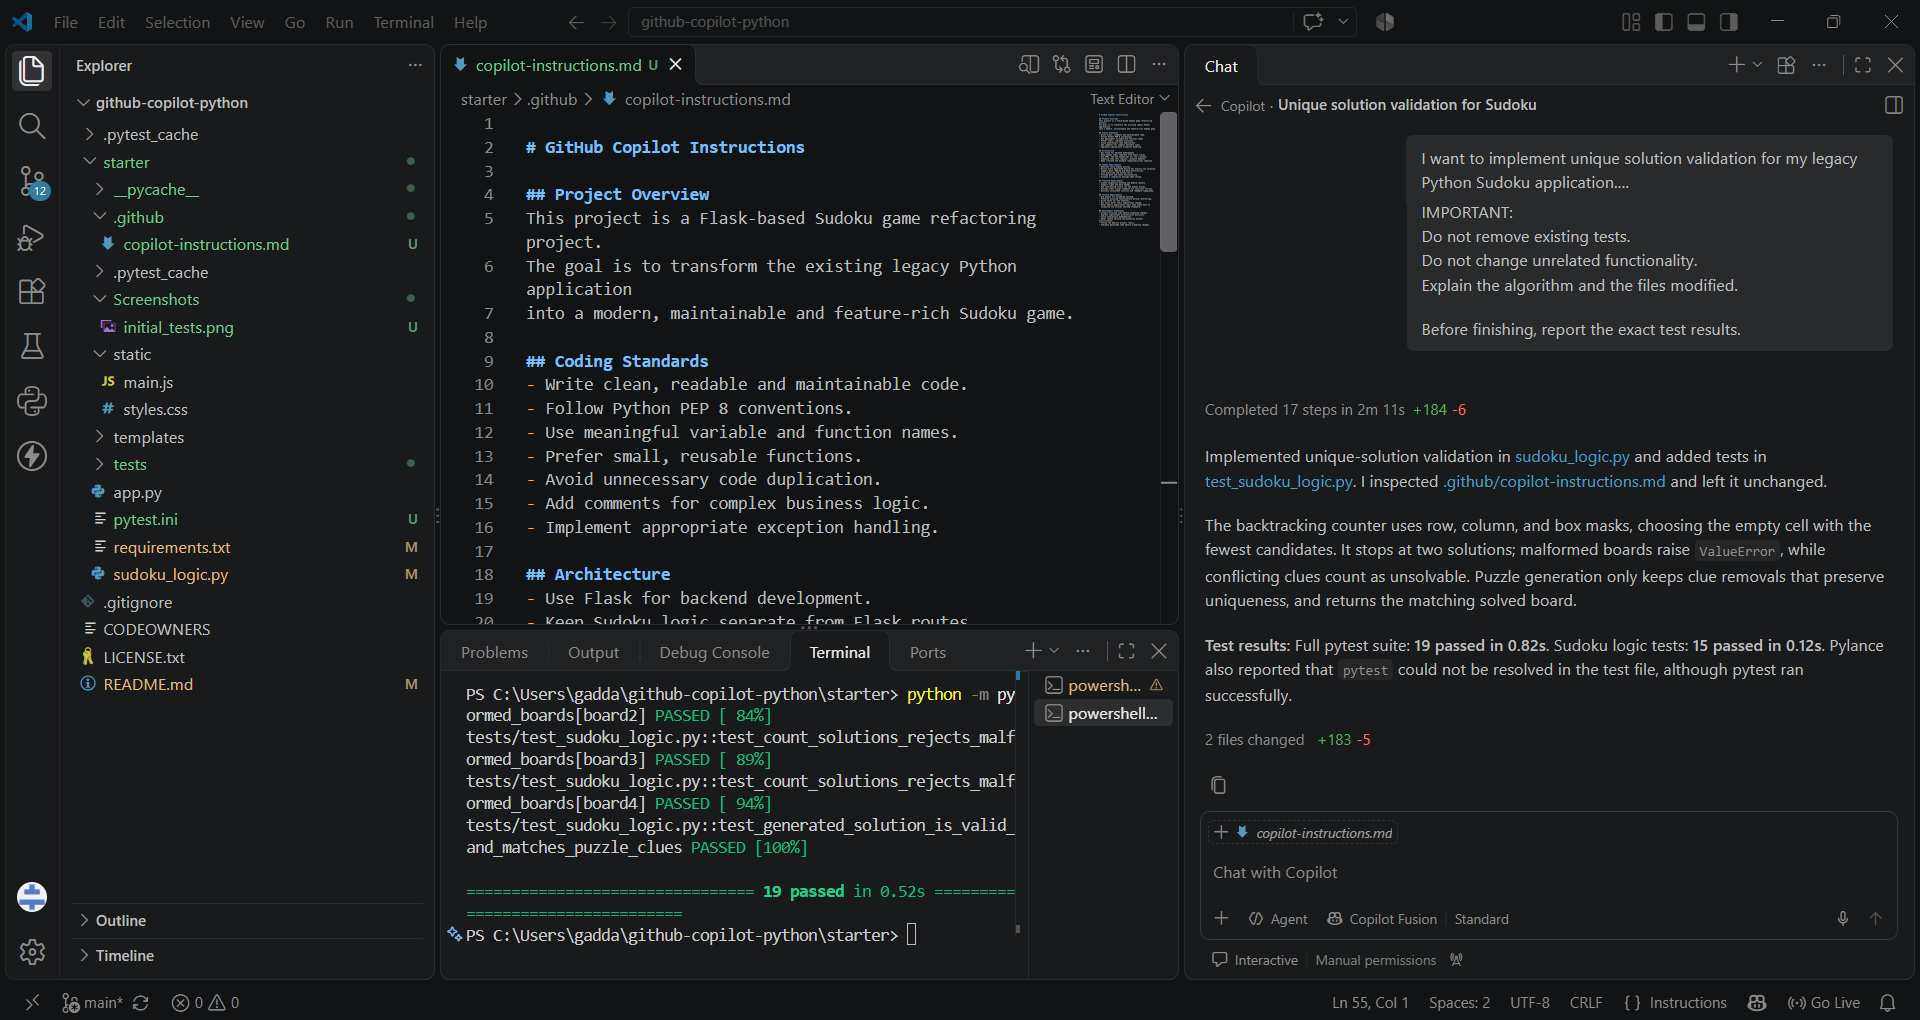 File Edit Selection View Go Run Terminal Help
github-copilot-python
Explorer
github-copilot-python
.pytest_cache
starter
__pycache__
.github
copilot-instructions.md U
.pytest_cache
Screenshots
initial_tests.png U
static
JS main.js
# styles.css
templates
tests
app.py
pytest.ini U
requirements.txt M
sudoku_logic.py M
.gitignore
CODEOWNERS
LICENSE.txt
README.md M
Outline
Timeline
12
copilot-instructions.md U
starter > .github > copilot-instructions.md
Text Editor
1
2 # GitHub Copilot Instructions
3
4 ## Project Overview
5 This project is a Flask-based Sudoku game refactoring
project.
6 The goal is to transform the existing legacy Python
application
7 into a modern, maintainable and feature-rich Sudoku game.
8
9 ## Coding Standards
10 - Write clean, readable and maintainable code.
11 - Follow Python PEP 8 conventions.
12 - Use meaningful variable and function names.
13 - Prefer small, reusable functions.
14 - Avoid unnecessary code duplication.
15 - Add comments for complex business logic.
16 - Implement appropriate exception handling.
17
18 ## Architecture
19 - Use Flask for backend development.
20 - Keep Sudoku logic separate from Flask routes
Problems Output Debug Console Terminal Ports
PS C:\Users\gadda\github-copilot-python\starter> python -m py
ormed_boards[board2] PASSED [ 84%]
tests/test_sudoku_logic.py::test_count_solutions_rejects_malf
ormed_boards[board3] PASSED [ 89%]
tests/test_sudoku_logic.py::test_count_solutions_rejects_malf
ormed_boards[board4] PASSED [ 94%]
tests/test_sudoku_logic.py::test_generated_solution_is_valid_
and_matches_puzzle_clues PASSED [100%]
================================ 19 passed in 0.52s =========
========================
PS C:\Users\gadda\github-copilot-python\starter>
powersh...
powershell...
Chat
Copilot · Unique solution validation for Sudoku
I want to implement unique solution validation for my legacy
Python Sudoku application....
IMPORTANT:
Do not remove existing tests.
Do not change unrelated functionality.
Explain the algorithm and the files modified.
Before finishing, report the exact test results.
Completed 17 steps in 2m 11s +184 -6
Implemented unique-solution validation in sudoku_logic.py and added tests in
test_sudoku_logic.py. I inspected .github/copilot-instructions.md and left it unchanged.
The backtracking counter uses row, column, and box masks, choosing the empty cell with the
fewest candidates. It stops at two solutions; malformed boards raise ValueError, while
conflicting clues count as unsolvable. Puzzle generation only keeps clue removals that preserve
uniqueness, and returns the matching solved board.
Test results: Full pytest suite: 19 passed in 0.82s. Sudoku logic tests: 15 passed in 0.12s. Pylance
also reported that pytest could not be resolved in the test file, although pytest ran
successfully.
2 files changed +183 -5
copilot-instructions.md
Chat with Copilot
Agent Copilot Fusion Standard
Interactive Manual permissions
main* 0 0
Ln 55, Col 1 Spaces: 2 UTF-8 CRLF { } Instructions Go Live